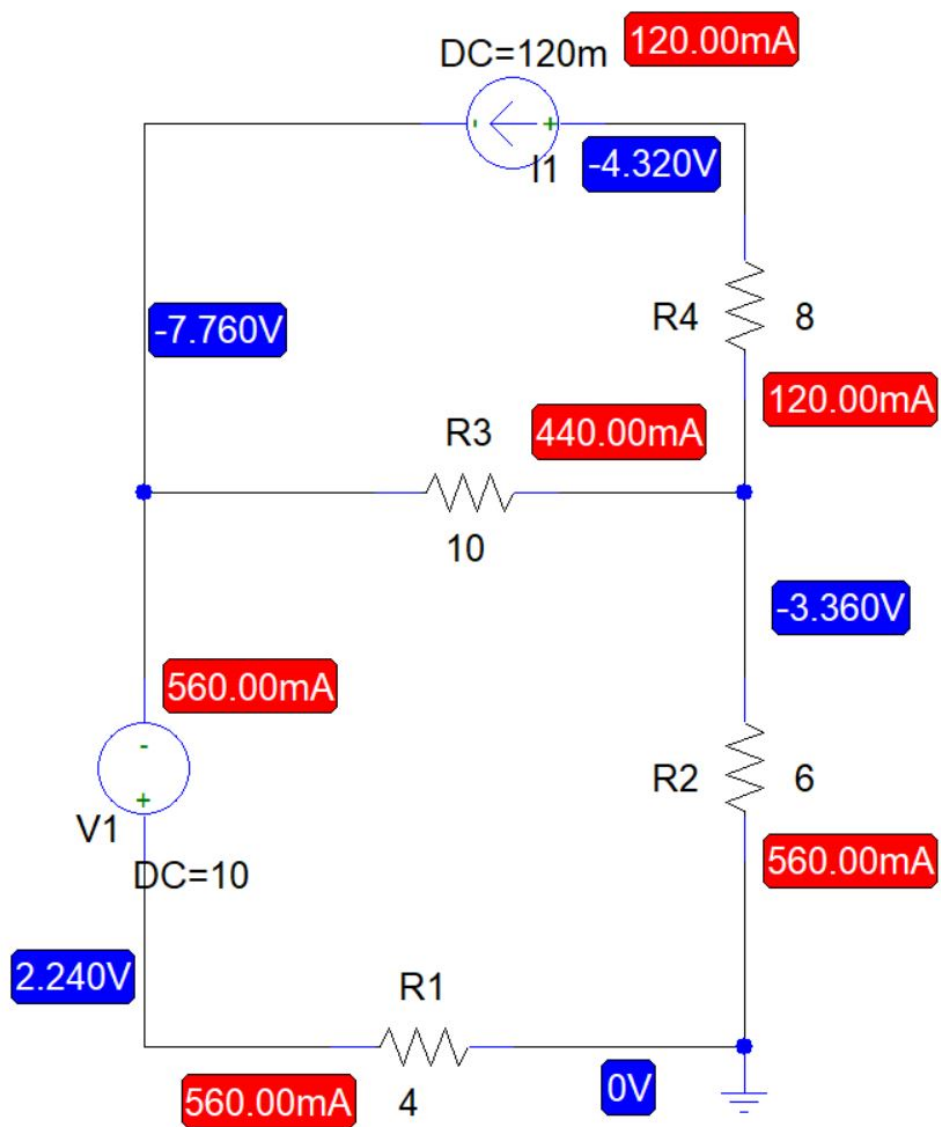 DC=120m 120.00mA
- +
I1 -4.320V
-7.760V
R4 8
120.00mA
R3 440.00mA
10
-3.360V
560.00mA
-
+
V1
DC=10
R2 6
560.00mA
2.240V
R1
560.00mA 4 0V